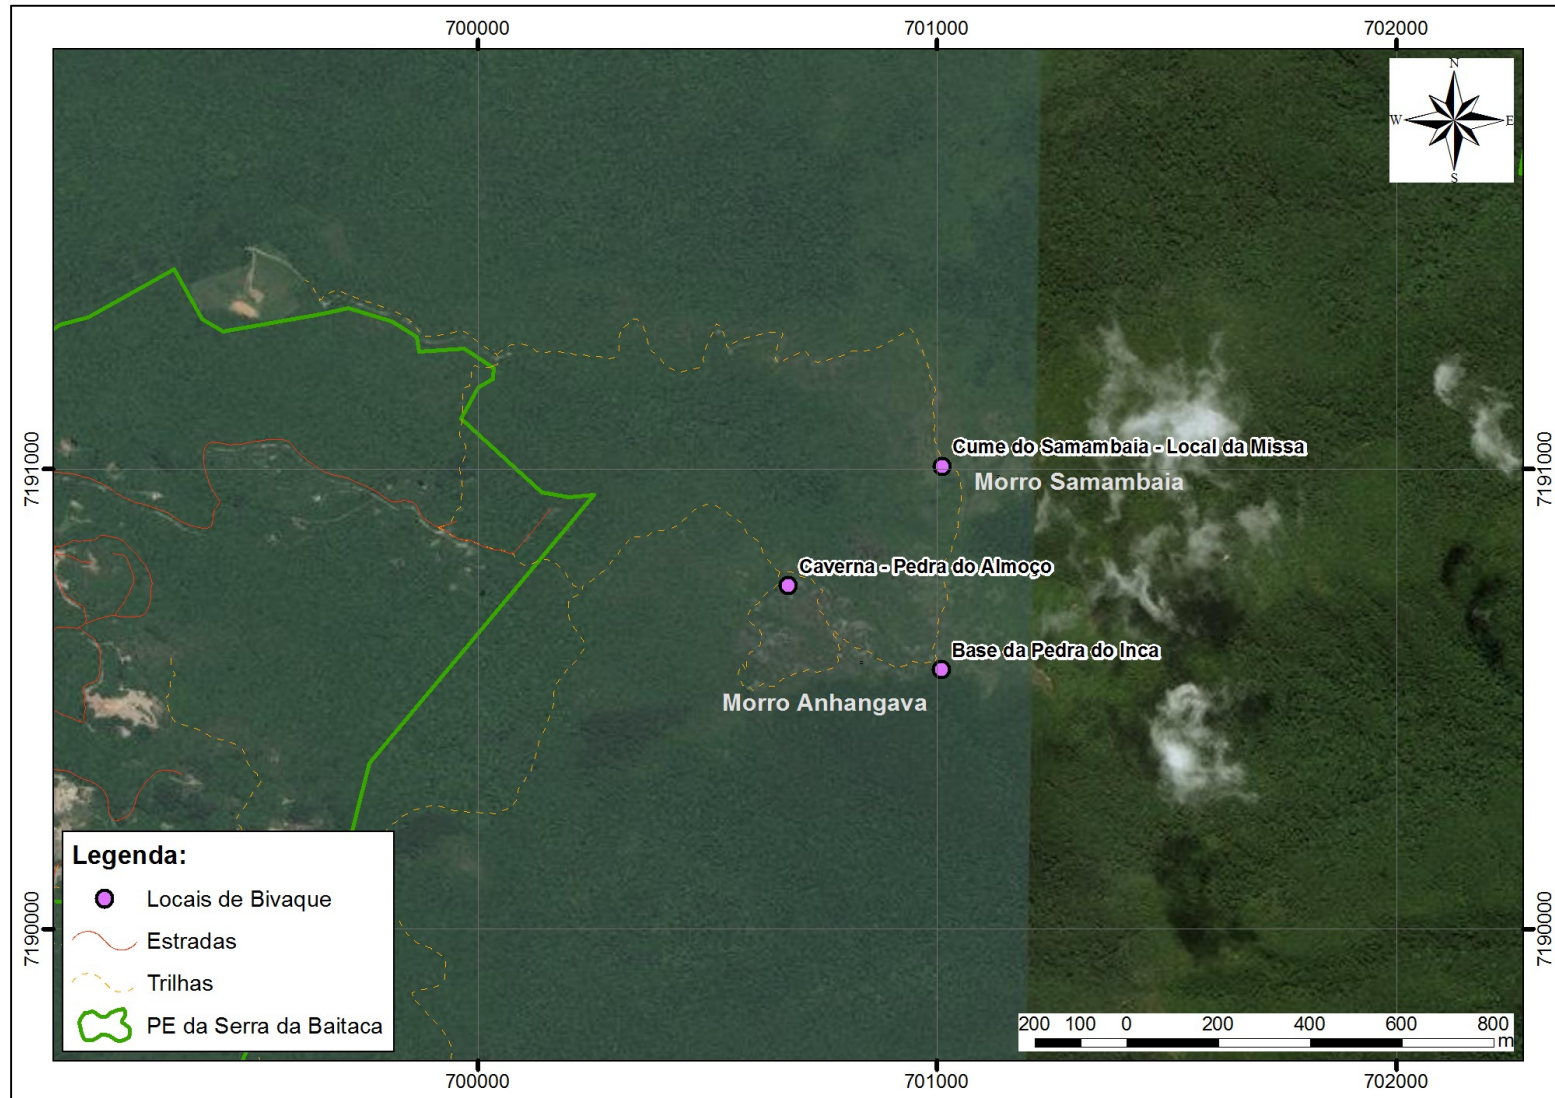 700000
701000
702000
N
W
E
S
7191000
7191000
Cume do Samambaia - Local da Missa
Morro Samambaia
Caverna - Pedra do Almoço
Base da Pedra do Inca
Morro Anhangava
Legenda:
Locais de Bivaque
Estradas
Trilhas
PE da Serra da Baitaca
7190000
7190000
200 100 0 200 400 600 800
m
700000
701000
702000